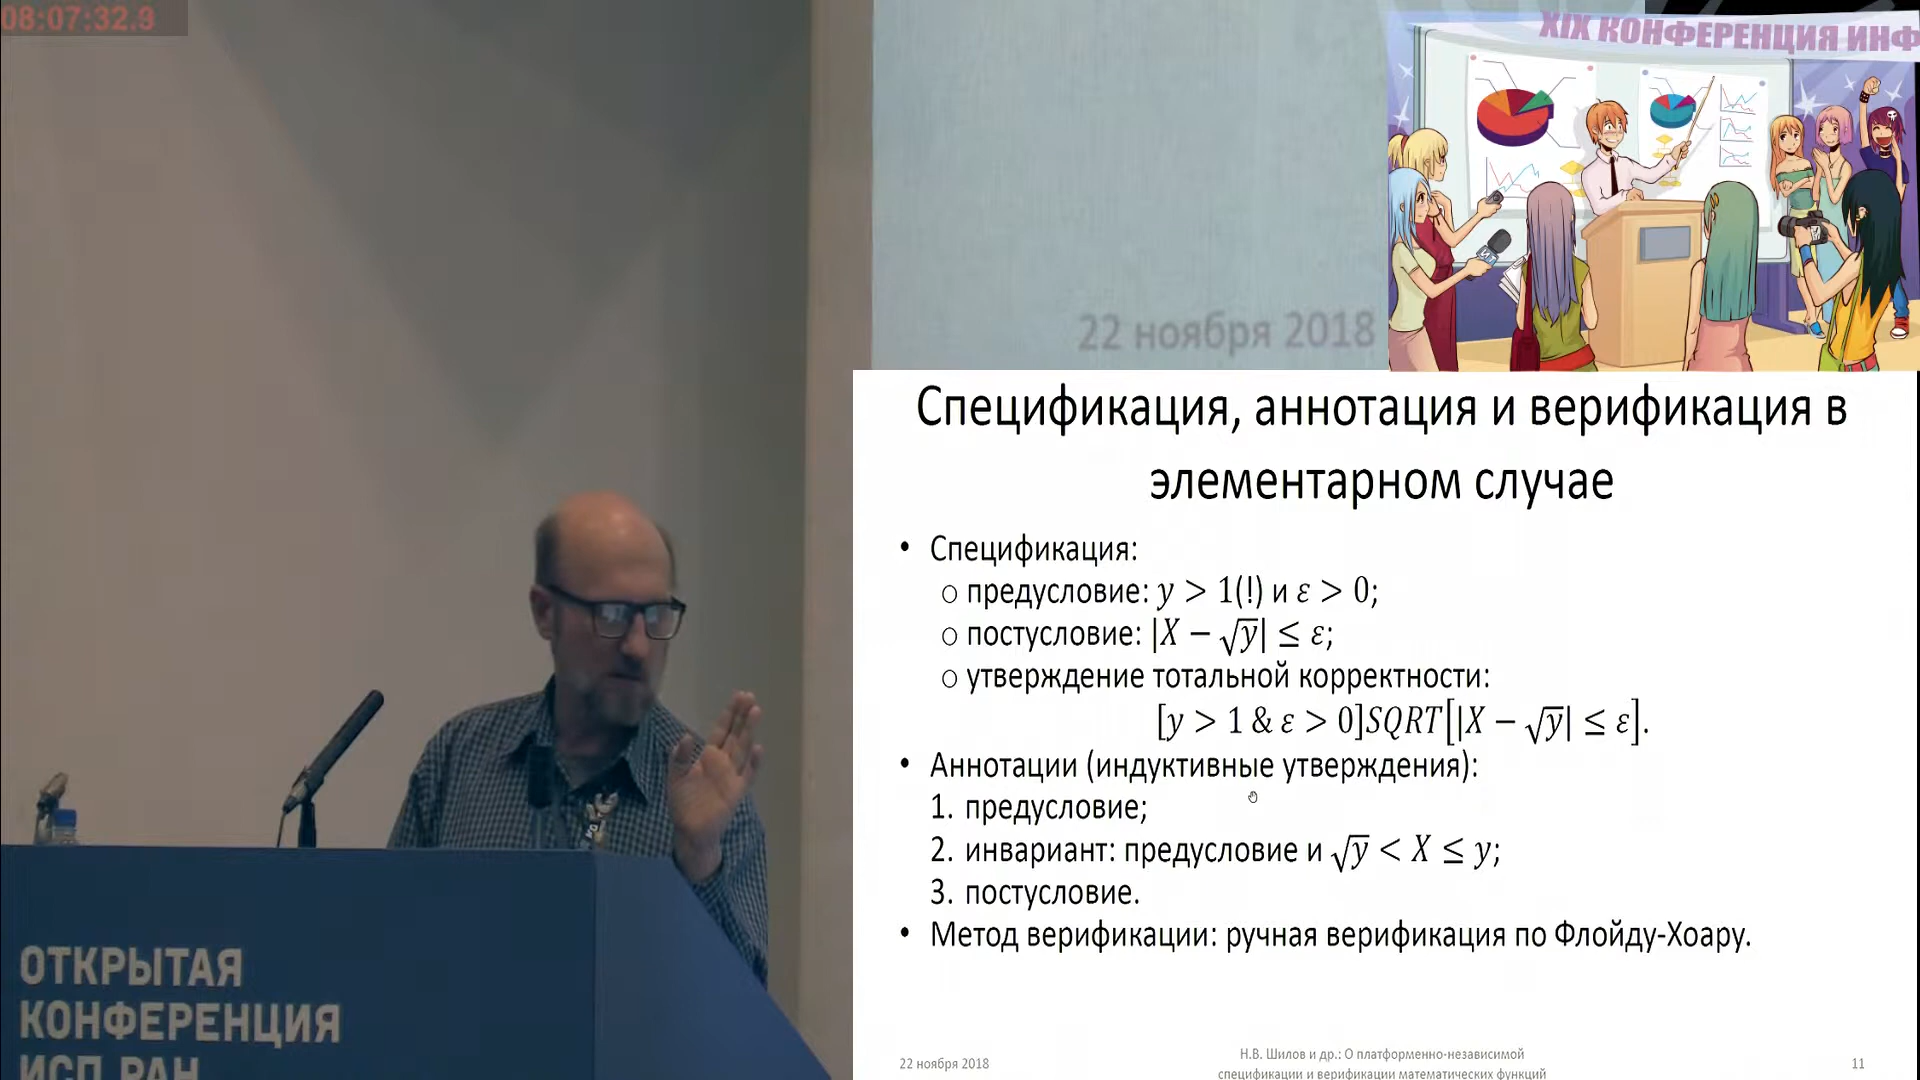 08:07:32.9
XIX КОНФЕРЕНЦИЯ ИНФ
22 ноября 2018
Спецификация, аннотация и верификация в
элементарном случае
• Спецификация:
○ предусловие: y > 1(!) и ε > 0;
○ постусловие: |X − √y| ≤ ε;
○ утверждение тотальной корректности:
[y > 1 & ε > 0]SQRT[|X − √y| ≤ ε].
• Аннотации (индуктивные утверждения):
1. предусловие;
2. инвариант: предусловие и √y < X ≤ y;
3. постусловие.
• Метод верификации: ручная верификация по Флойду-Хоару.
22 ноября 2018
Н.В. Шилов и др.: О платформенно-независимой
спецификации и верификации математических функций
11
ОТКРЫТАЯ
КОНФЕРЕНЦИЯ
ИСП РАН